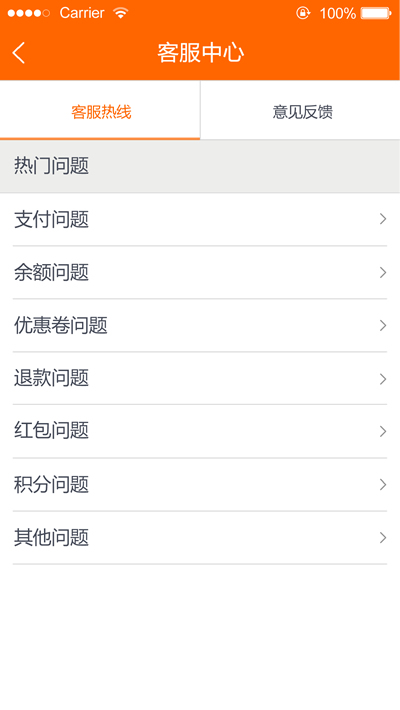 Carrier 100%
客服中心
客服热线 意见反馈
热门问题
支付问题
余额问题
优惠卷问题
退款问题
红包问题
积分问题
其他问题